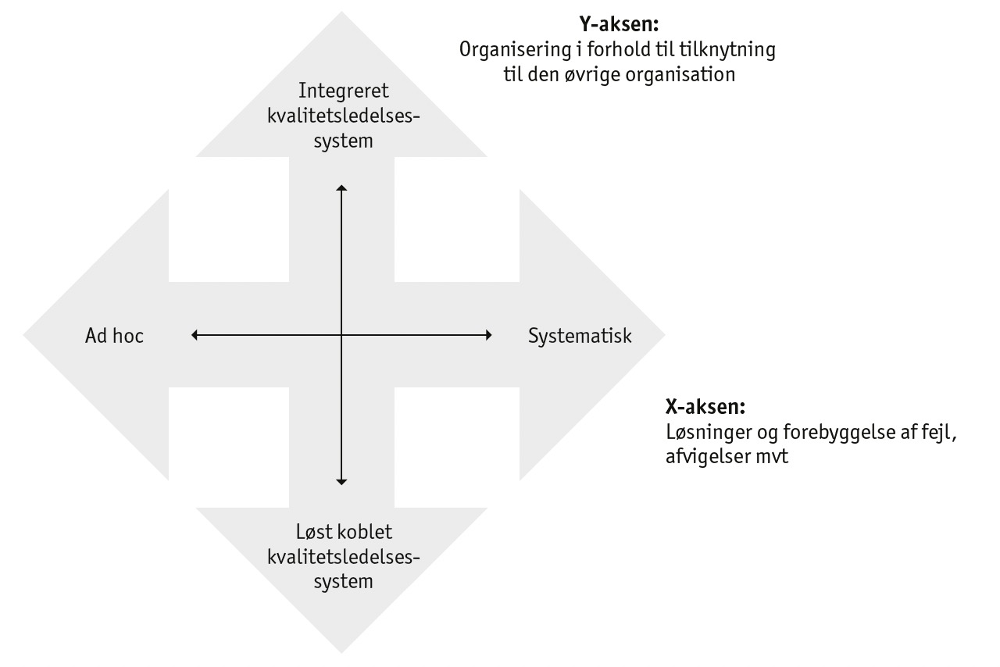 Y-aksen:
Organisering i forhold til tilknytning
til den øvrige organisation
Integreret
kvalitetsledelses-
system
Ad hoc
Systematisk
X-aksen:
Løsninger og forebyggelse af fejl,
afvigelser mvt
Løst koblet
kvalitetsledelses-
system